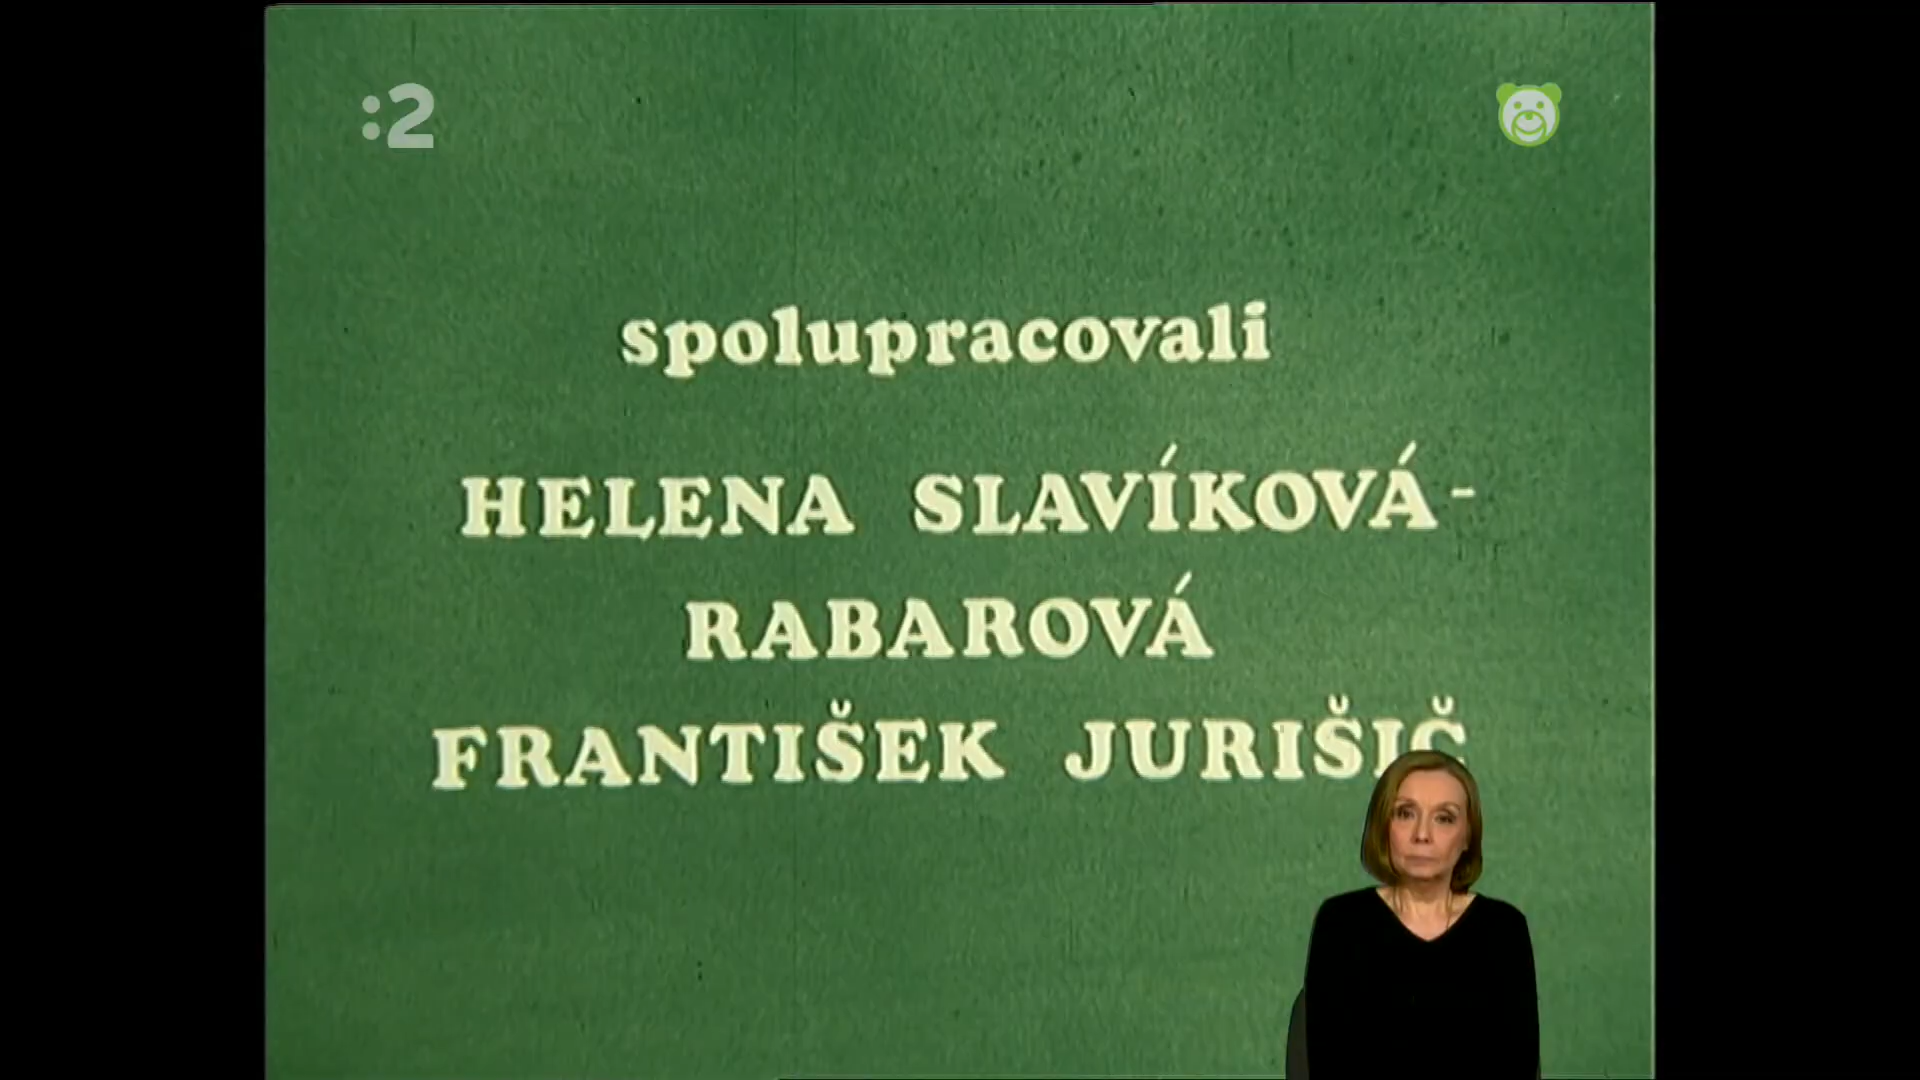 :2
spolupracovali
HELENA SLAVÍKOVÁ-
RABAROVÁ
FRANTIŠEK JURIŠIČ